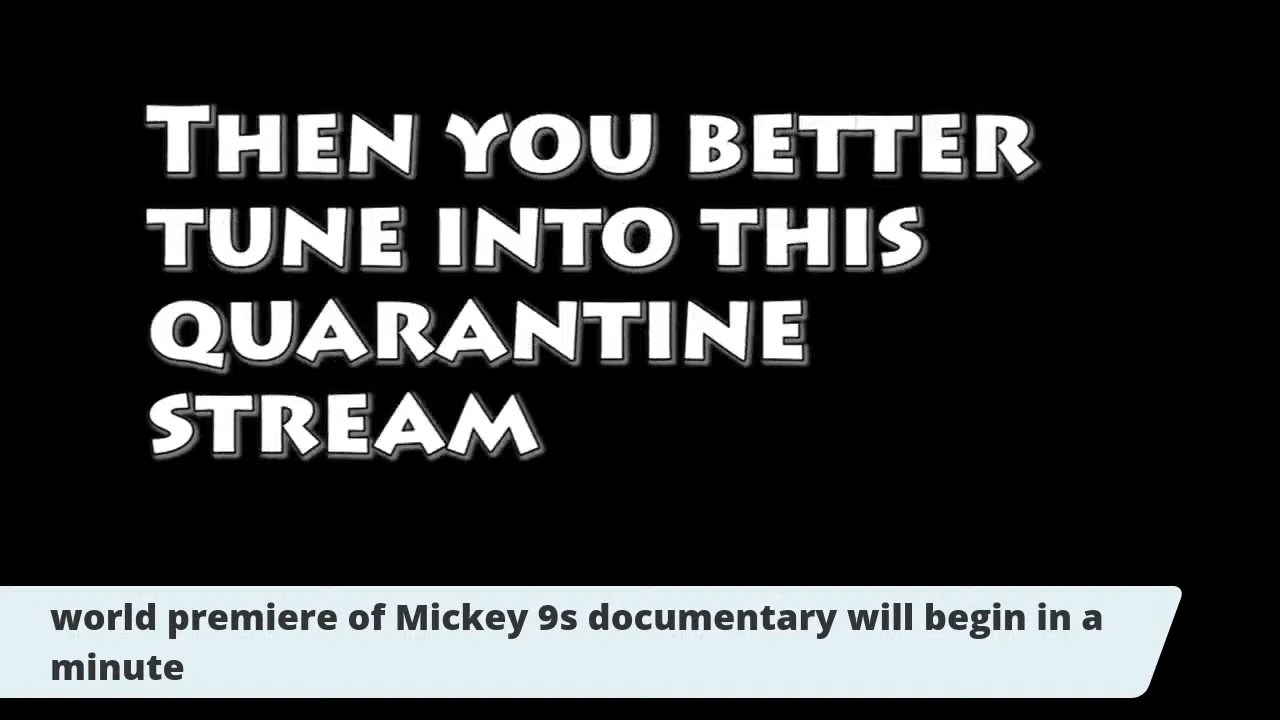 Then you better
tune into this
quarantine
stream
world premiere of Mickey 9s documentary will begin in a
minute